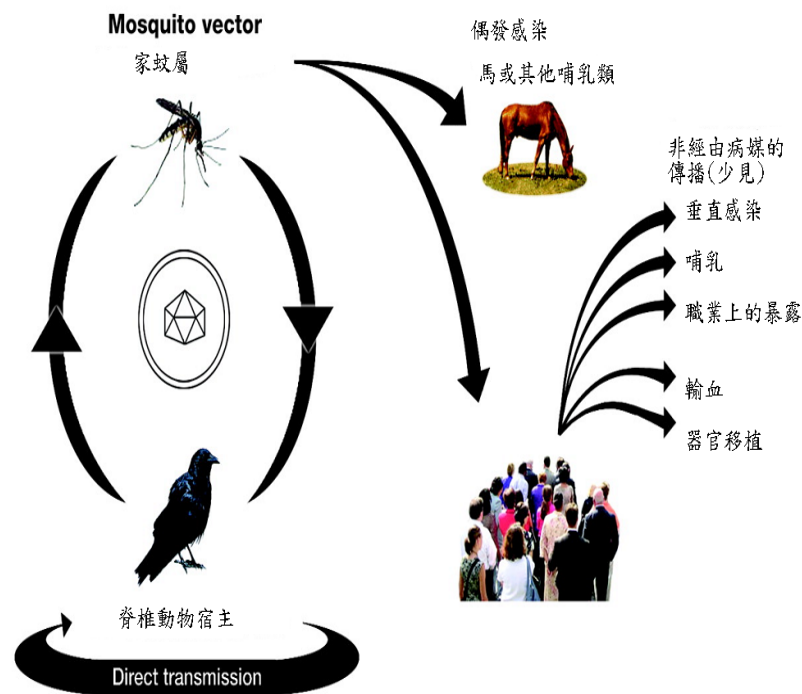 Mosquito vector
家蚊屬
偶發感染
馬或其他哺乳類
非經由病媒的
傳播(少見)
垂直感染
哺乳
職業上的暴露
輸血
器官移植
脊椎動物宿主
Direct transmission